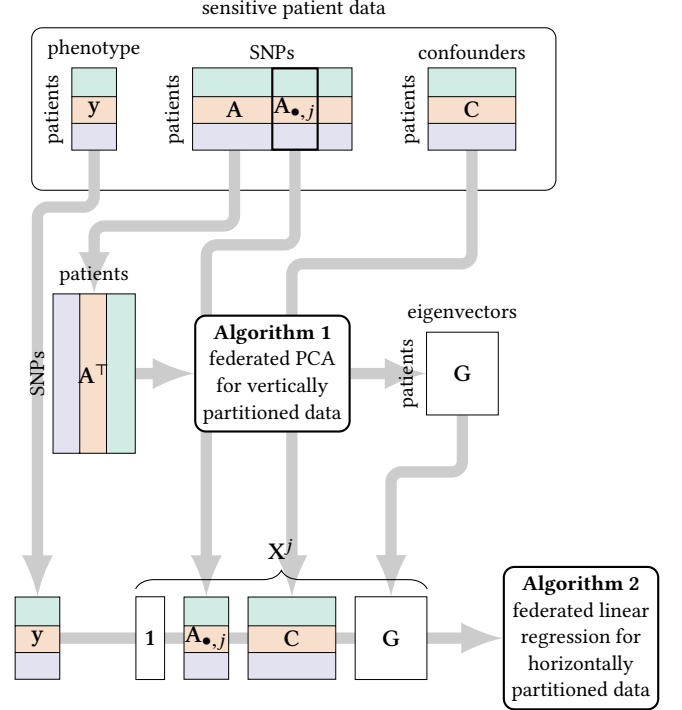 sensitive patient data
phenotype
SNPs
confounders
patients
y
patients
A
A•,j
patients
C
patients
SNPs
A⊤
Algorithm 1
federated PCA
for vertically
partitioned data
eigenvectors
patients
G
Xʲ
y
1
A•,j
C
G
Algorithm 2
federated linear
regression for
horizontally
partitioned data